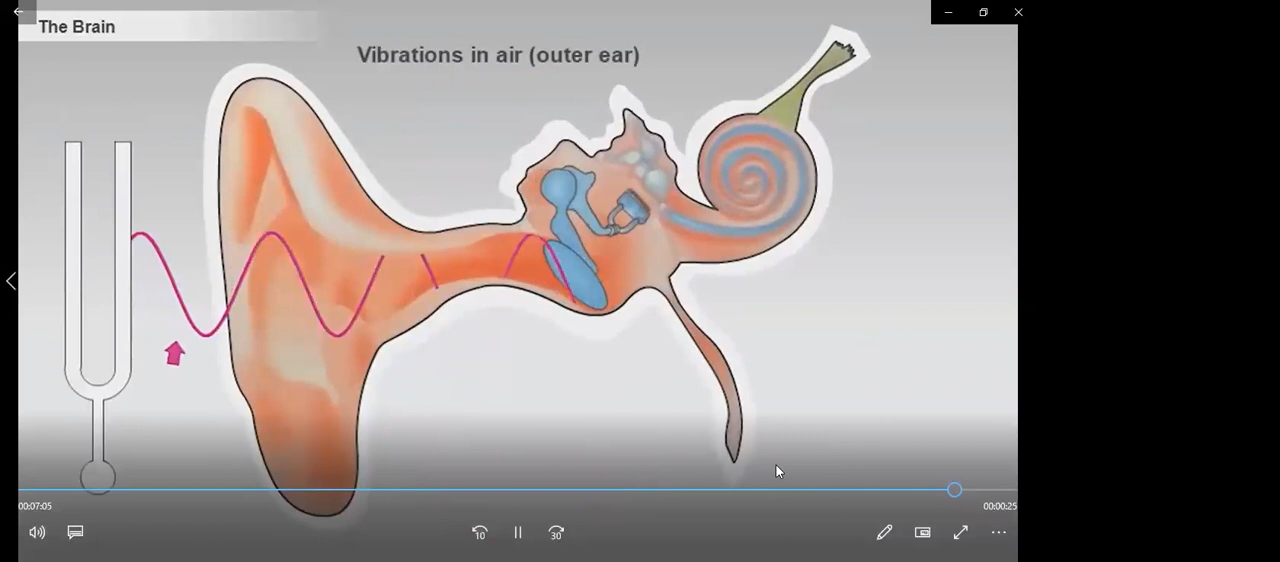 The Brain
Vibrations in air (outer ear)
00:07:05
00:00:25
10
30